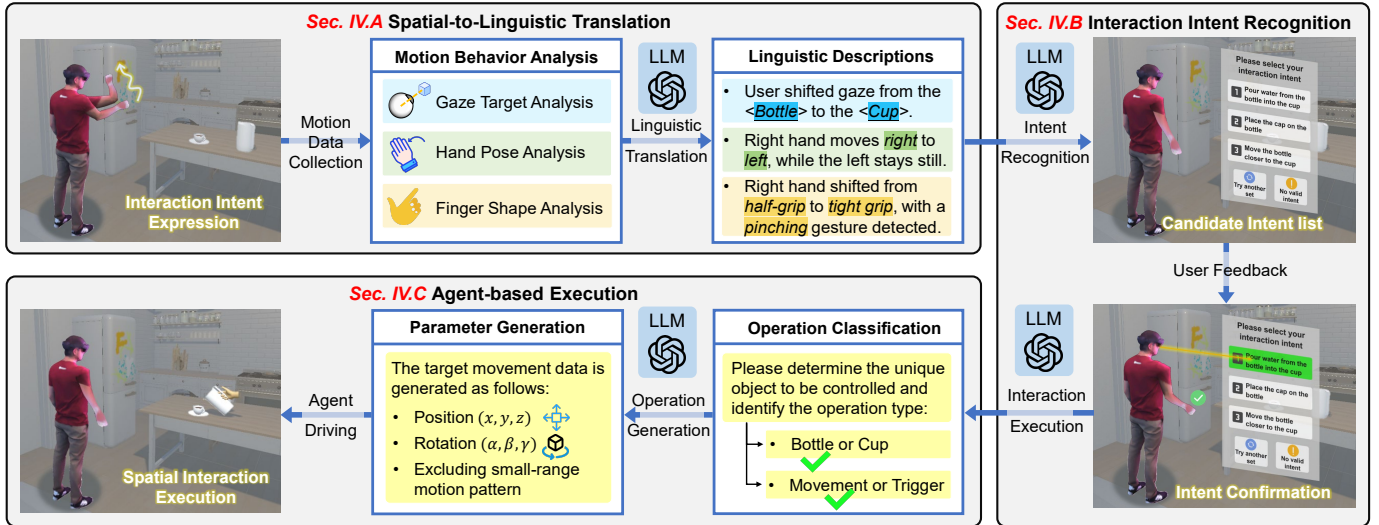 Sec. IV.A Spatial-to-Linguistic Translation
Interaction Intent
Expression
Motion
Data
Collection
Motion Behavior Analysis
Gaze Target Analysis
Hand Pose Analysis
Finger Shape Analysis
LLM
Linguistic
Translation
Linguistic Descriptions
• User shifted gaze from the
<Bottle> to the <Cup>.
• Right hand moves right to
left, while the left stays still.
• Right hand shifted from
half-grip to tight grip, with a
pinching gesture detected.
Sec. IV.B Interaction Intent Recognition
LLM
Intent
Recognition
Please select your
interaction intent
1 Pour water from the
bottle into the cup
2 Place the cap on the
bottle
3 Move the bottle
closer to the cup
Try another
set
No valid
intent
Candidate Intent list
User Feedback
Please select your
interaction intent
1 Pour water from the
bottle into the cup
2 Place the cap on the
bottle
3 Move the bottle
closer to the cup
Try another
set
No valid
intent
Intent Confirmation
LLM
Interaction
Execution
Sec. IV.C Agent-based Execution
Operation Classification
Please determine the unique
object to be controlled and
identify the operation type:
• Bottle or Cup
• Movement or Trigger
LLM
Operation
Generation
Parameter Generation
The target movement data is
generated as follows:
• Position (x, y, z)
• Rotation (α, β, γ)
• Excluding small-range
motion pattern
Agent
Driving
Spatial Interaction
Execution